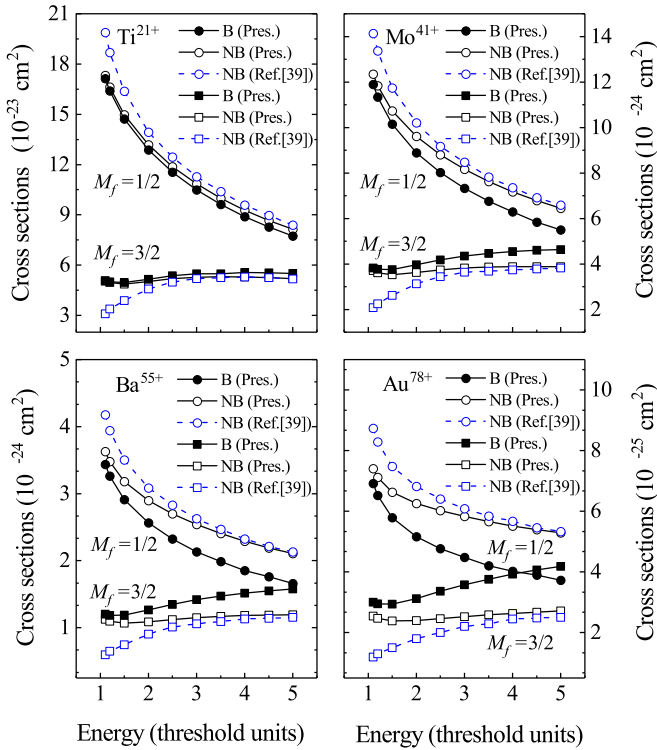 Ti21+
B (Pres.)
NB (Pres.)
NB (Ref.[39])
B (Pres.)
NB (Pres.)
NB (Ref.[39])
Mf = 1/2
Mf = 3/2
21
18
15
12
9
6
3
Cross sections (10-23 cm2)
Mo41+
B (Pres.)
NB (Pres.)
NB (Ref.[39])
B (Pres.)
NB (Pres.)
NB (Ref.[39])
Mf = 1/2
Mf = 3/2
14
12
10
8
6
4
2
Cross sections (10 -24 cm2)
Ba55+
B (Pres.)
NB (Pres.)
NB (Ref.[39])
B (Pres.)
NB (Pres.)
NB (Ref.[39])
Mf = 1/2
Mf = 3/2
5
4
3
2
1
Cross sections (10 -24 cm2)
1 2 3 4 5
Energy (threshold units)
Au78+
B (Pres.)
NB (Pres.)
NB (Ref.[39])
B (Pres.)
NB (Pres.)
NB (Ref.[39])
Mf = 1/2
Mf = 3/2
10
8
6
4
2
Cross sections (10 -25 cm2)
1 2 3 4 5
Energy (threshold units)